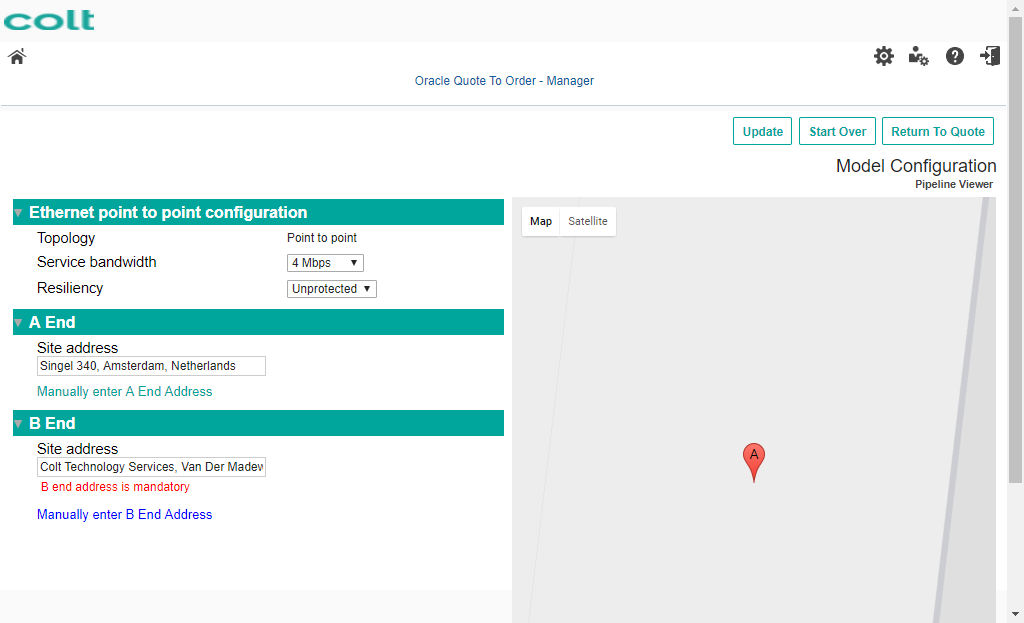 colt
Oracle Quote To Order - Manager
Update Start Over Return To Quote
Model Configuration
Pipeline Viewer
Ethernet point to point configuration
Topology Point to point
Service bandwidth 4 Mbps
Resiliency Unprotected
A End
Site address
Singel 340, Amsterdam, Netherlands
Manually enter A End Address
B End
Site address
Colt Technology Services, Van Der Madew
B end address is mandatory
Manually enter B End Address
Map Satellite
A